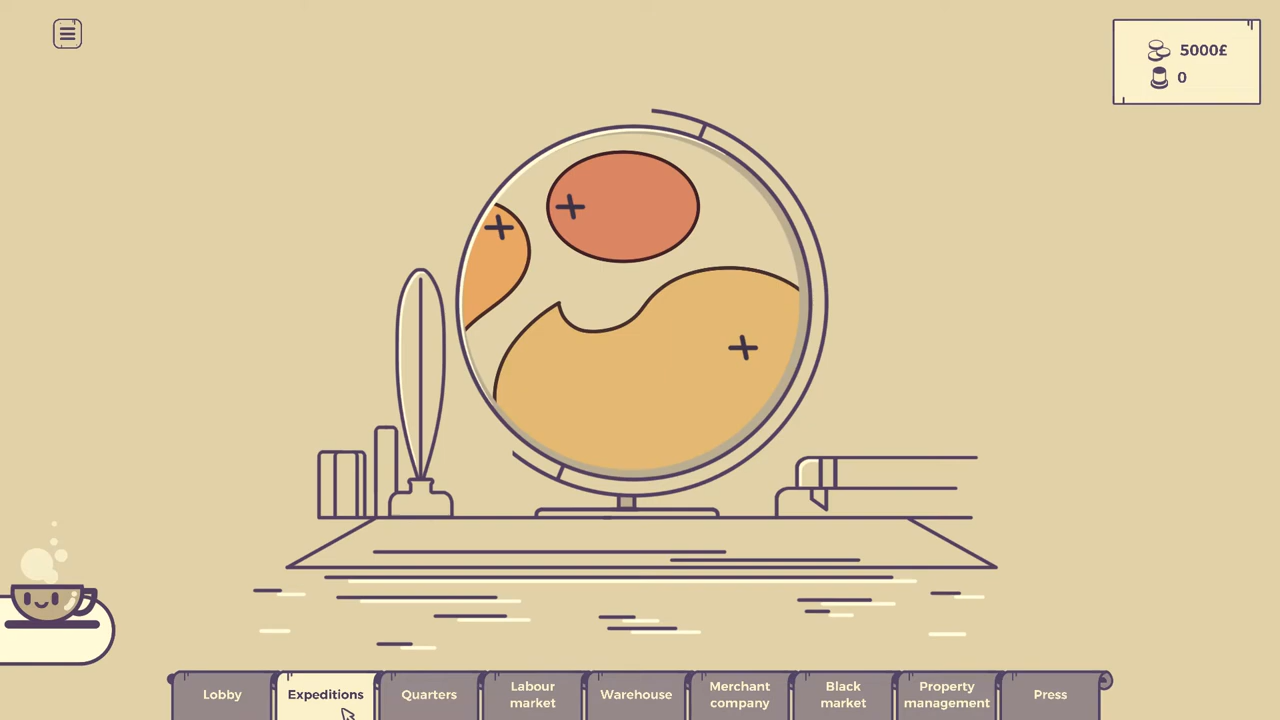 5000£
0
Lobby
Expeditions
Quarters
Labour
market
Warehouse
Merchant
company
Black
market
Property
management
Press